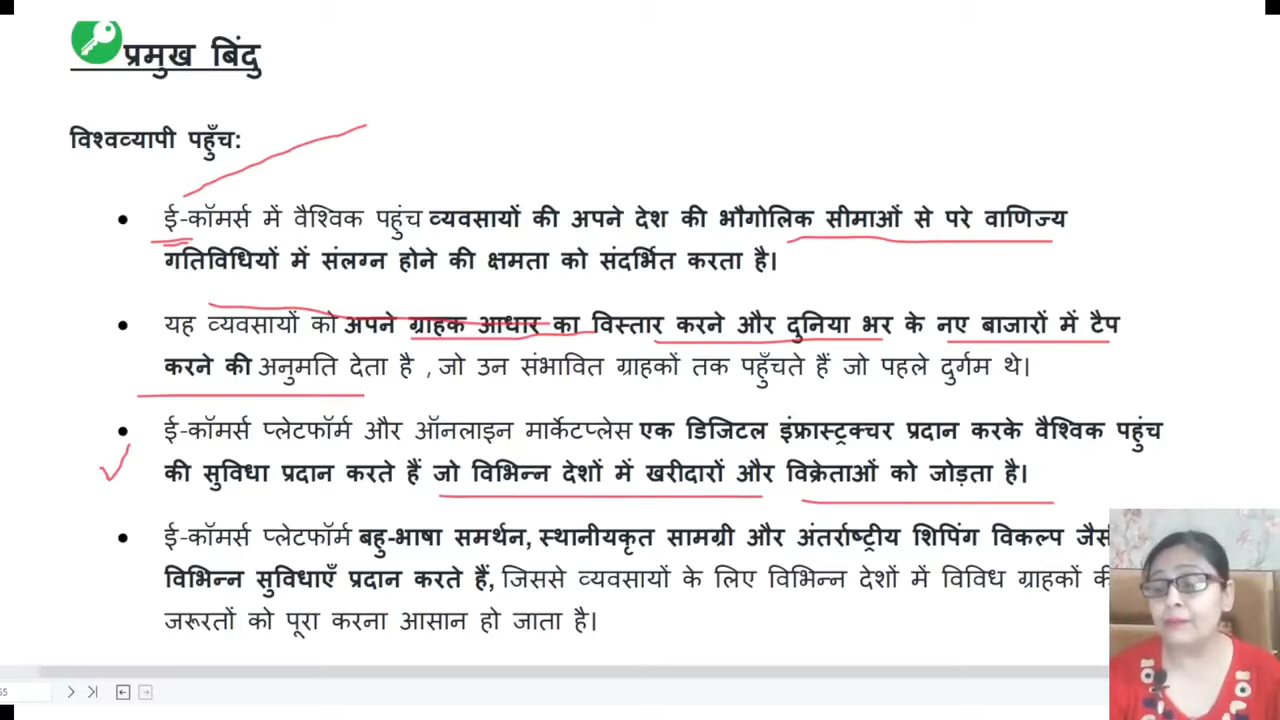 प्रमुख बिंदु
विश्वव्यापी पहुँच:
ई-कॉमर्स में वैश्विक पहुंच व्यवसायों की अपने देश की भौगोलिक सीमाओं से परे वाणिज्य
गतिविधियों में संलग्न होने की क्षमता को संदर्भित करता है।
यह व्यवसायों को अपने ग्राहक आधार का विस्तार करने और दुनिया भर के नए बाजारों में टैप
करने की अनुमति देता है , जो उन संभावित ग्राहकों तक पहुँचते हैं जो पहले दुर्गम थे।
ई-कॉमर्स प्लेटफॉर्म और ऑनलाइन मार्केटप्लेस एक डिजिटल इंफ्रास्ट्रक्चर प्रदान करके वैश्विक पहुंच
की सुविधा प्रदान करते हैं जो विभिन्न देशों में खरीदारों और विक्रेताओं को जोड़ता है।
ई-कॉमर्स प्लेटफॉर्म बहु-भाषा समर्थन, स्थानीयकृत सामग्री और अंतर्राष्ट्रीय शिपिंग विकल्प
विभिन्न सुविधाएँ प्रदान करते हैं, जिससे व्यवसायों के लिए विभिन्न देशों में विविध ग्राहकों
जरूरतों को पूरा करना आसान हो जाता है।